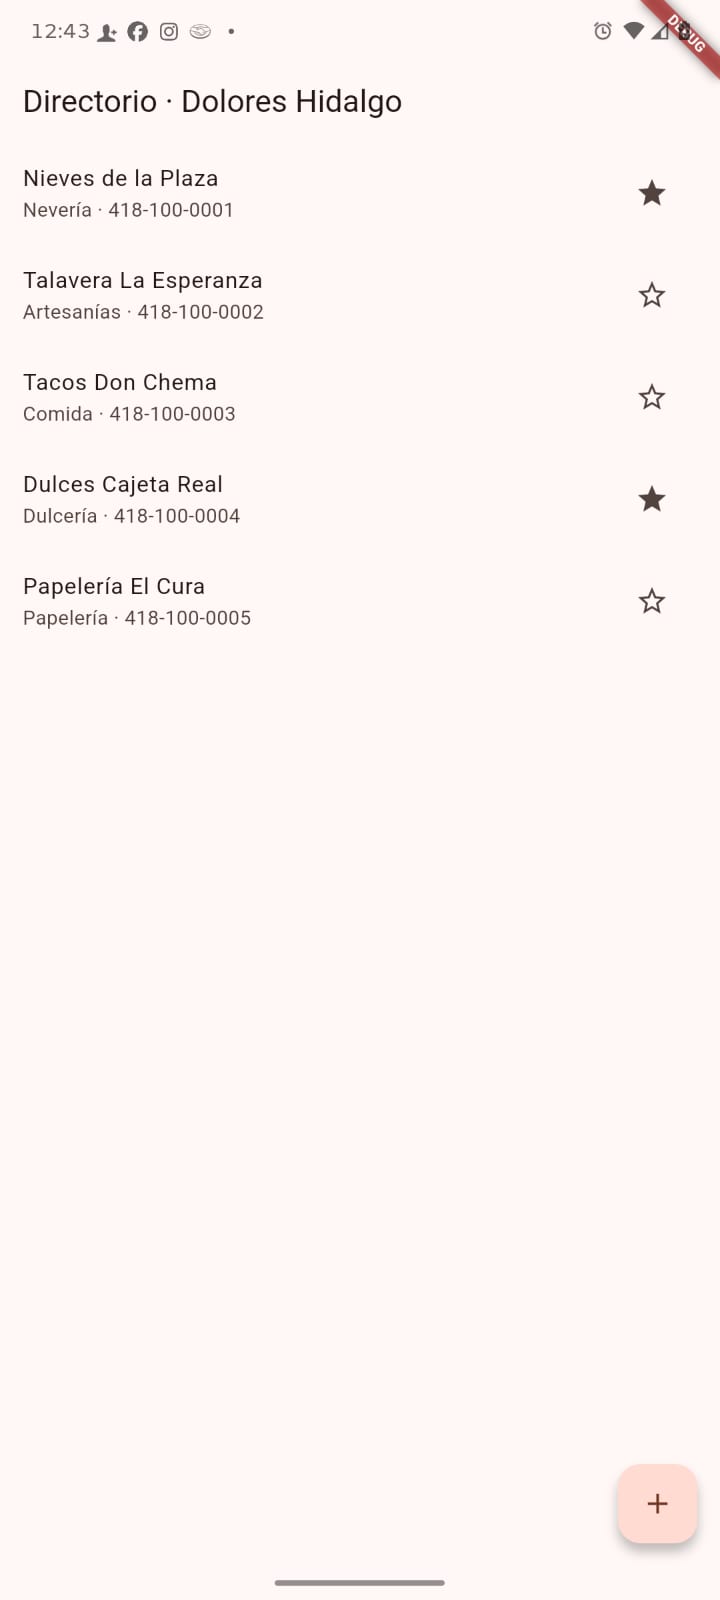 12:43
DEBUG
Directorio · Dolores Hidalgo
Nieves de la Plaza
Nevería · 418-100-0001
Talavera La Esperanza
Artesanías · 418-100-0002
Tacos Don Chema
Comida · 418-100-0003
Dulces Cajeta Real
Dulcería · 418-100-0004
Papelería El Cura
Papelería · 418-100-0005
+